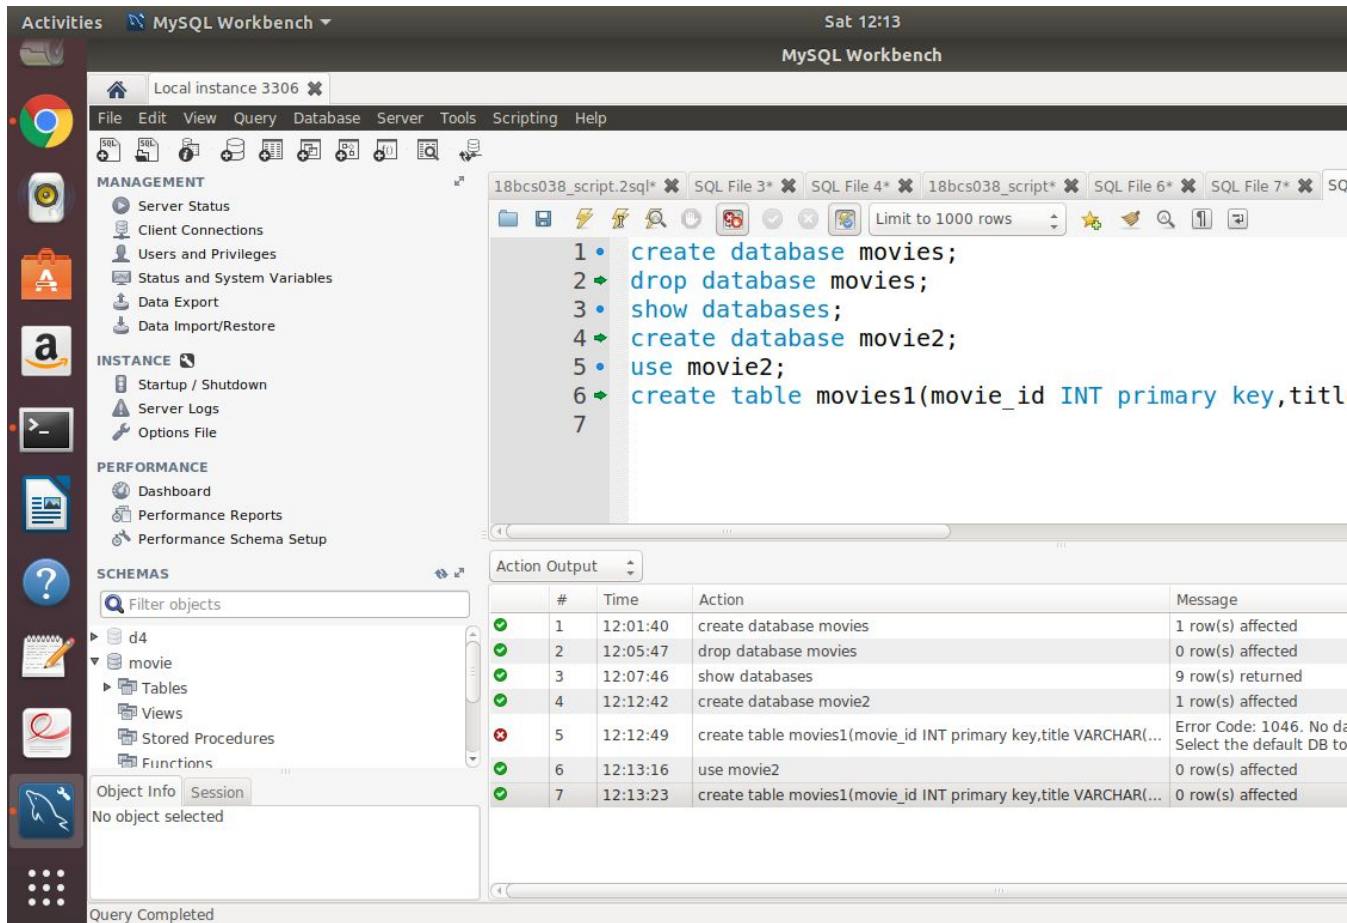 Activities MySQL Workbench Sat 12:13
MySQL Workbench
Local instance 3306
File Edit View Query Database Server Tools Scripting Help
MANAGEMENT
Server Status
Client Connections
Users and Privileges
Status and System Variables
Data Export
Data Import/Restore
INSTANCE
Startup / Shutdown
Server Logs
Options File
PERFORMANCE
Dashboard
Performance Reports
Performance Schema Setup
SCHEMAS
Filter objects
d4
movie
Tables
Views
Stored Procedures
Functions
Object Info Session
No object selected
18bcs038_script.2sql* SQL File 3* SQL File 4* 18bcs038_script* SQL File 6* SQL File 7* SQ
Limit to 1000 rows
1 create database movies;
2 drop database movies;
3 show databases;
4 create database movie2;
5 use movie2;
6 create table movies1(movie_id INT primary key,titl
7
Action Output
# Time Action Message
1 12:01:40 create database movies 1 row(s) affected
2 12:05:47 drop database movies 0 row(s) affected
3 12:07:46 show databases 9 row(s) returned
4 12:12:42 create database movie2 1 row(s) affected
5 12:12:49 create table movies1(movie_id INT primary key,title VARCHAR(... Error Code: 1046. No da
Select the default DB to
6 12:13:16 use movie2 0 row(s) affected
7 12:13:23 create table movies1(movie_id INT primary key,title VARCHAR(... 0 row(s) affected
Query Completed